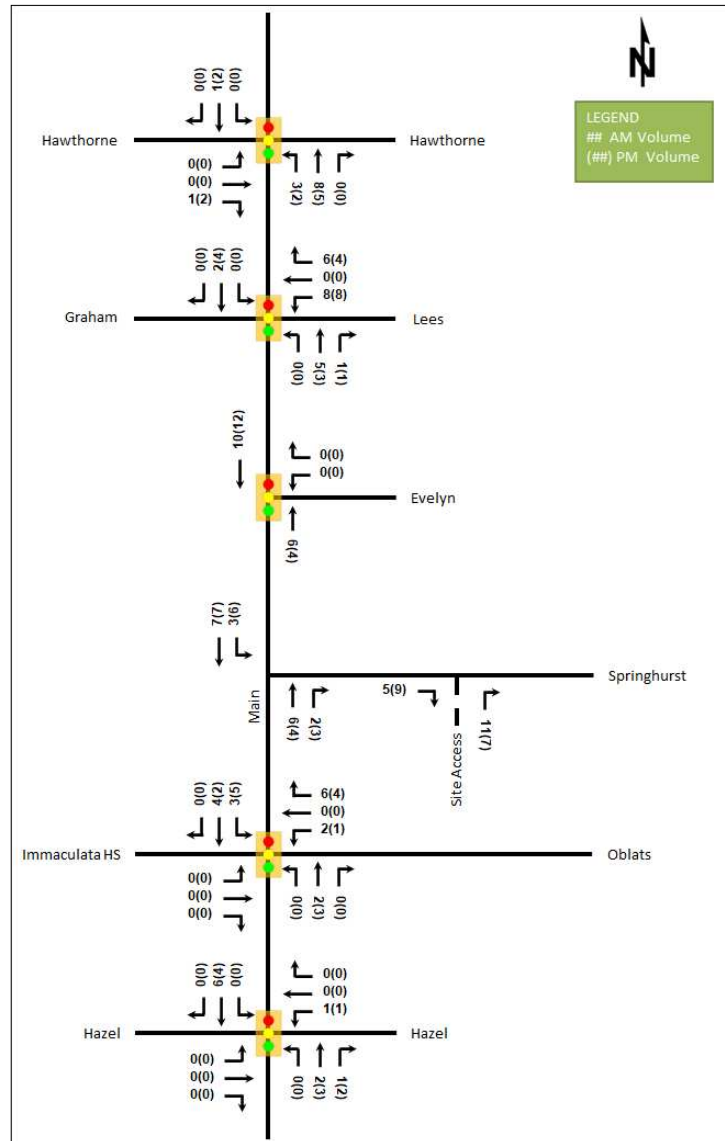 N
LEGEND
## AM Volume
(##) PM Volume
0(0) 1(2) 0(0)
Hawthorne
Hawthorne
0(0)
0(0)
1(2)
3(2) 8(5) 0(0)
0(0) 2(4) 0(0)
6(4)
0(0)
8(8)
Graham
Lees
0(0) 5(3) 1(1)
10(12)
0(0)
0(0)
Evelyn
6(4)
7(7) 3(6)
Springhurst
Main
6(4) 2(3)
5(9)
Site Access
11(7)
0(0) 4(2) 3(5)
6(4)
0(0)
2(1)
Immaculata HS
Oblats
0(0)
0(0)
0(0)
0(0) 2(3) 0(0)
0(0) 6(4) 0(0)
0(0)
0(0)
1(1)
Hazel
Hazel
0(0)
0(0)
0(0)
0(0) 2(3) 1(2)